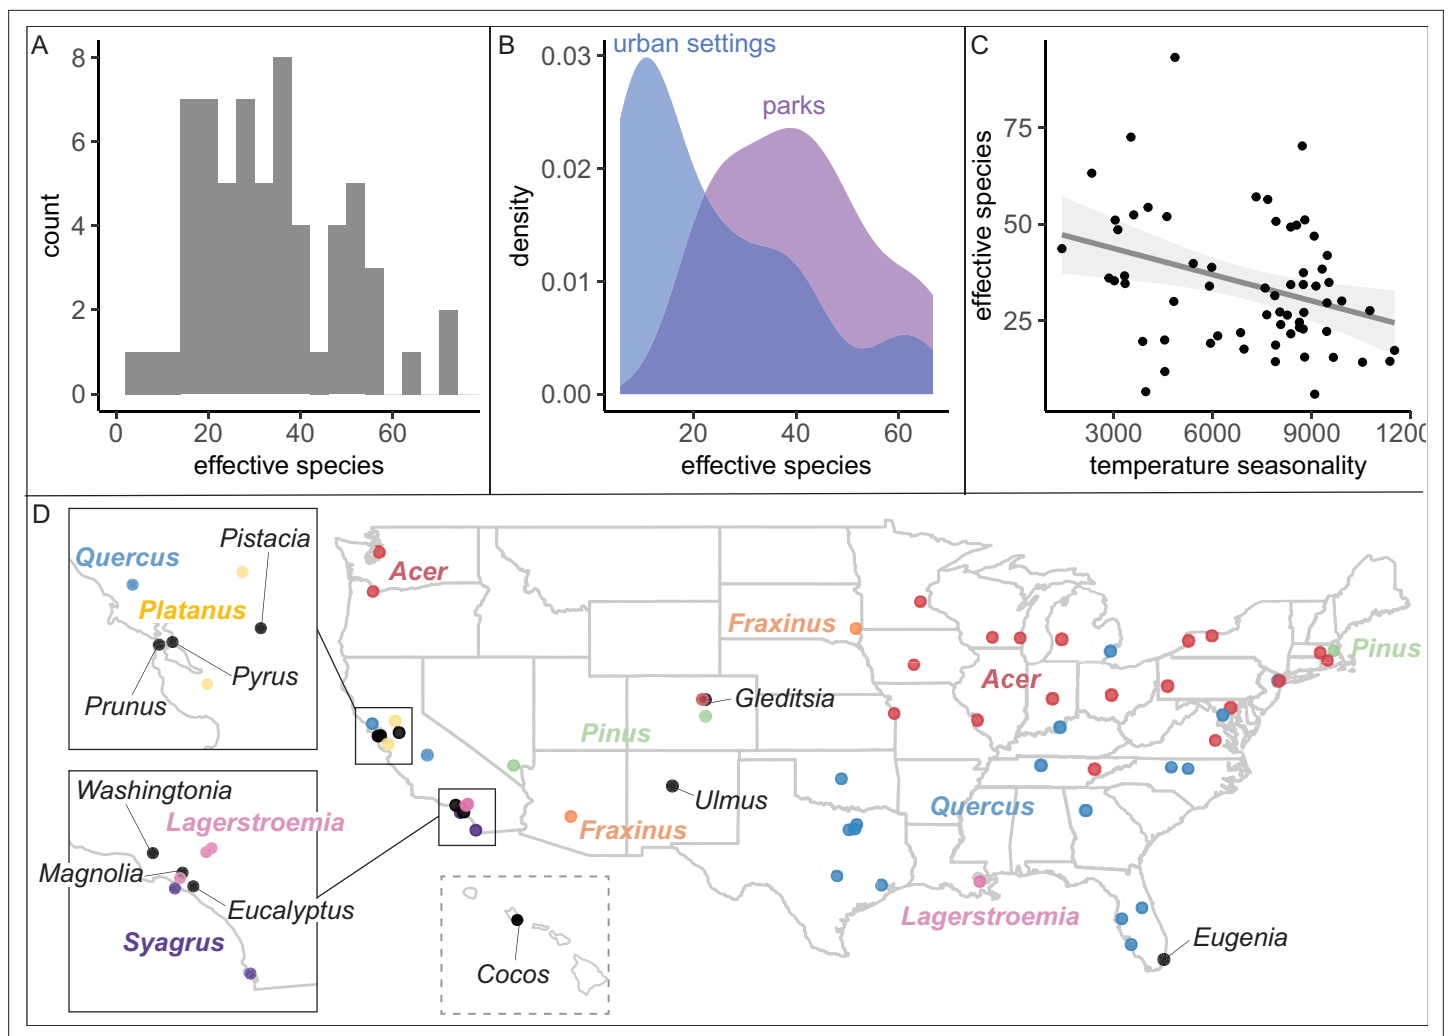 A
8
6
4
2
0
count
0
20
40
60
effective species
B
urban settings
parks
0.03
0.02
0.01
0.00
density
20
40
60
effective species
C
75
50
25
effective species
3000
6000
9000
1200
temperature seasonality
D
Pistacia
Quercus
Platanus
Pyrus
Prunus
Washingtonia
Lagerstroemia
Magnolia
Eucalyptus
Syagrus
Acer
Fraxinus
Acer
Pinus
Gleditsia
Pinus
Ulmus
Quercus
Fraxinus
Lagerstroemia
Eugenia
Cocos